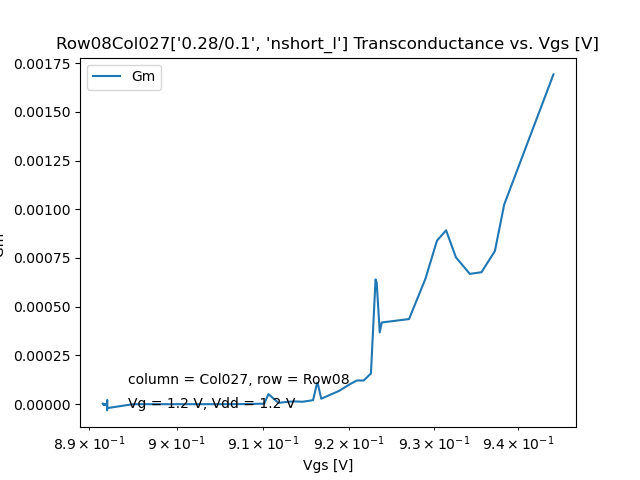 Row08Col027['0.28/0.1', 'nshort_l'] Transconductance vs. Vgs [V]
Gm
0.00175
0.00150
0.00125
0.00100
0.00075
0.00050
0.00025
0.00000
column = Col027, row = Row08
Vg = 1.2 V, Vdd = 1.2 V
8.9 × 10⁻¹ 9 × 10⁻¹ 9.1 × 10⁻¹ 9.2 × 10⁻¹ 9.3 × 10⁻¹ 9.4 × 10⁻¹
Vgs [V]